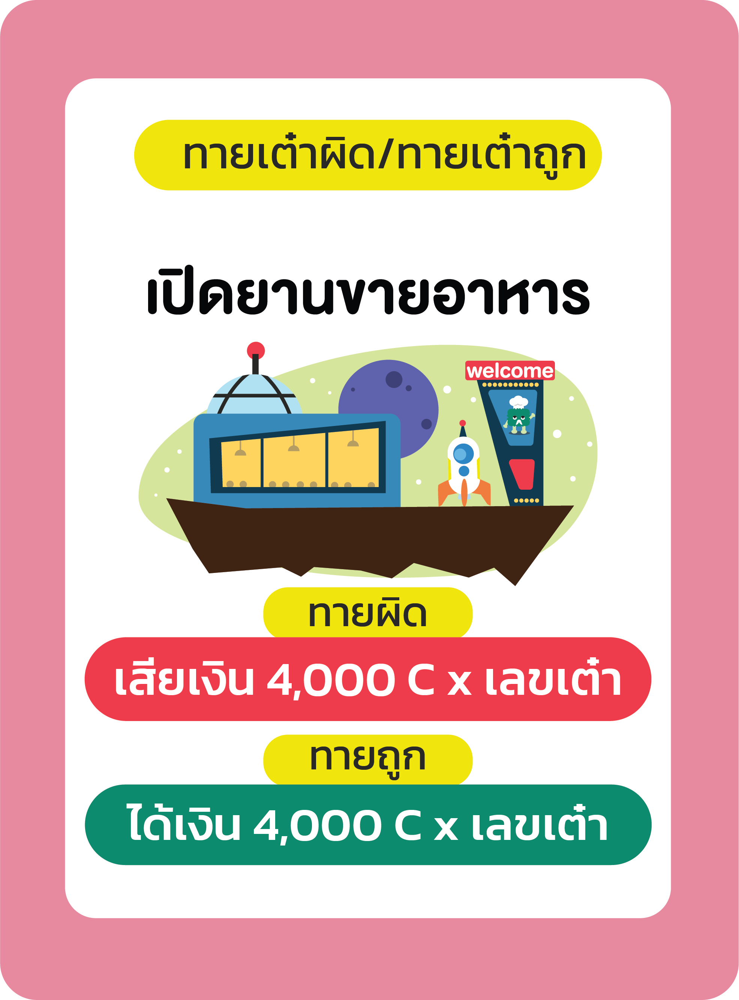 ทายเต๋าผิด/ทายเต๋าถูก
เปิดยานขายอาหาร
welcome
ทายผิด
เสียเงิน 4,000 C x เลขเต๋า
ทายถูก
ได้เงิน 4,000 C x เลขเต๋า